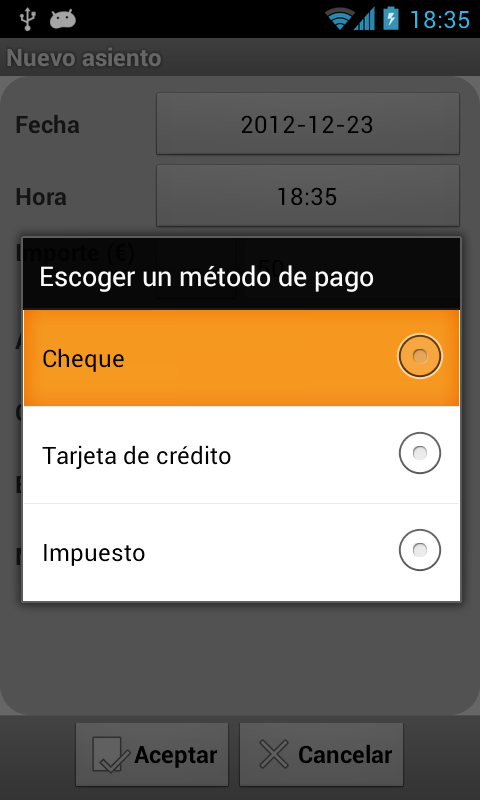 18:35
Nuevo asiento
Fecha
2012-12-23
Hora
18:35
Importe (€)
Escoger un método de pago
Cheque
Tarjeta de crédito
Impuesto
Aceptar
Cancelar